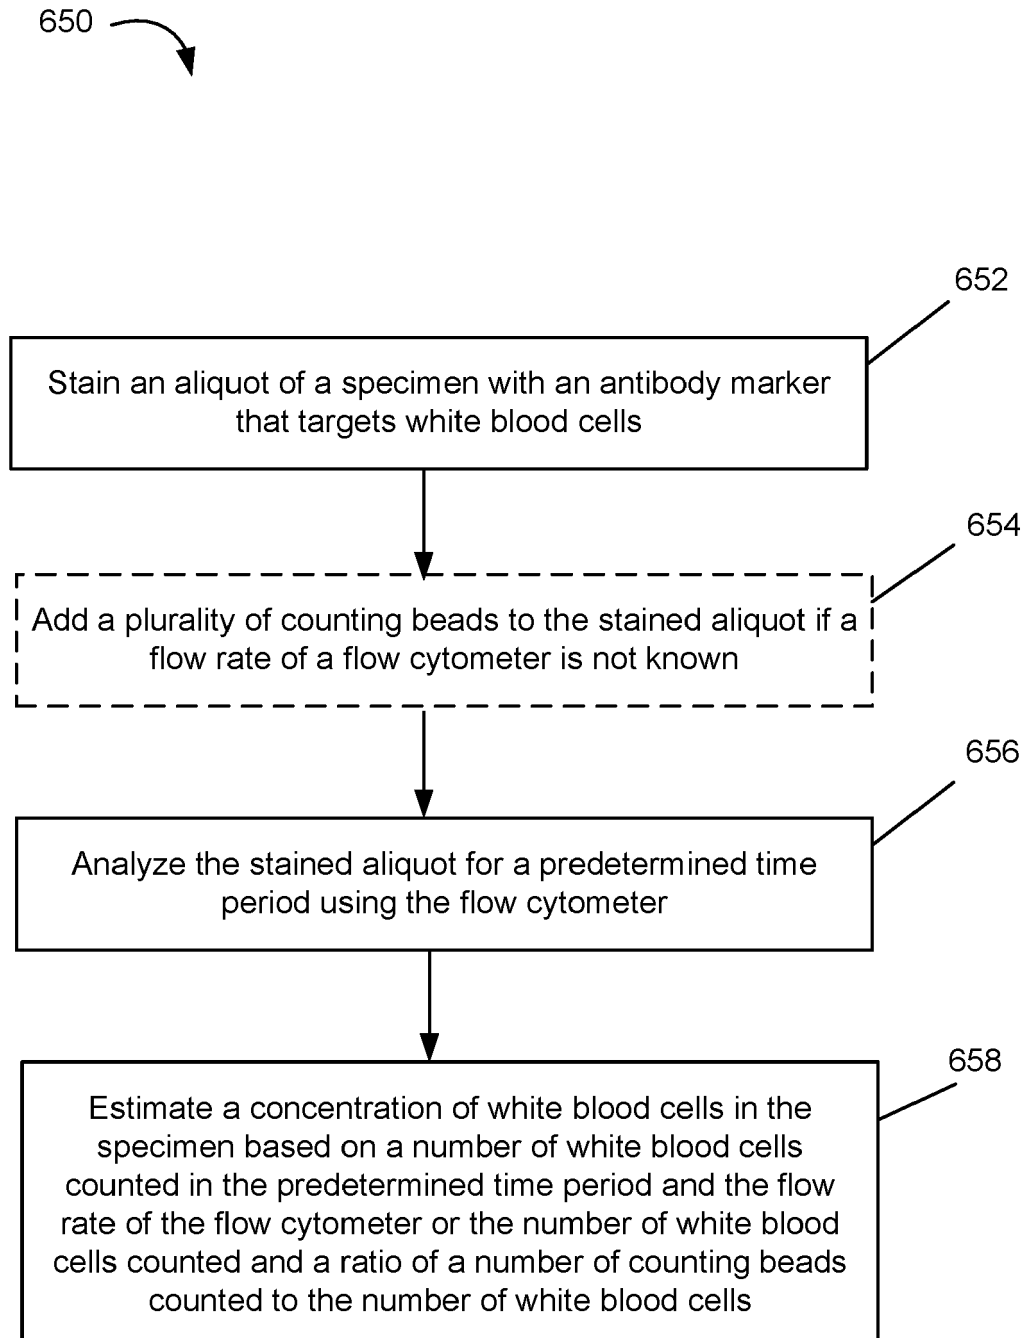 650
652
Stain an aliquot of a specimen with an antibody marker
that targets white blood cells
654
Add a plurality of counting beads to the stained aliquot if a
flow rate of a flow cytometer is not known
656
Analyze the stained aliquot for a predetermined time
period using the flow cytometer
658
Estimate a concentration of white blood cells in the
specimen based on a number of white blood cells
counted in the predetermined time period and the flow
rate of the flow cytometer or the number of white blood
cells counted and a ratio of a number of counting beads
counted to the number of white blood cells